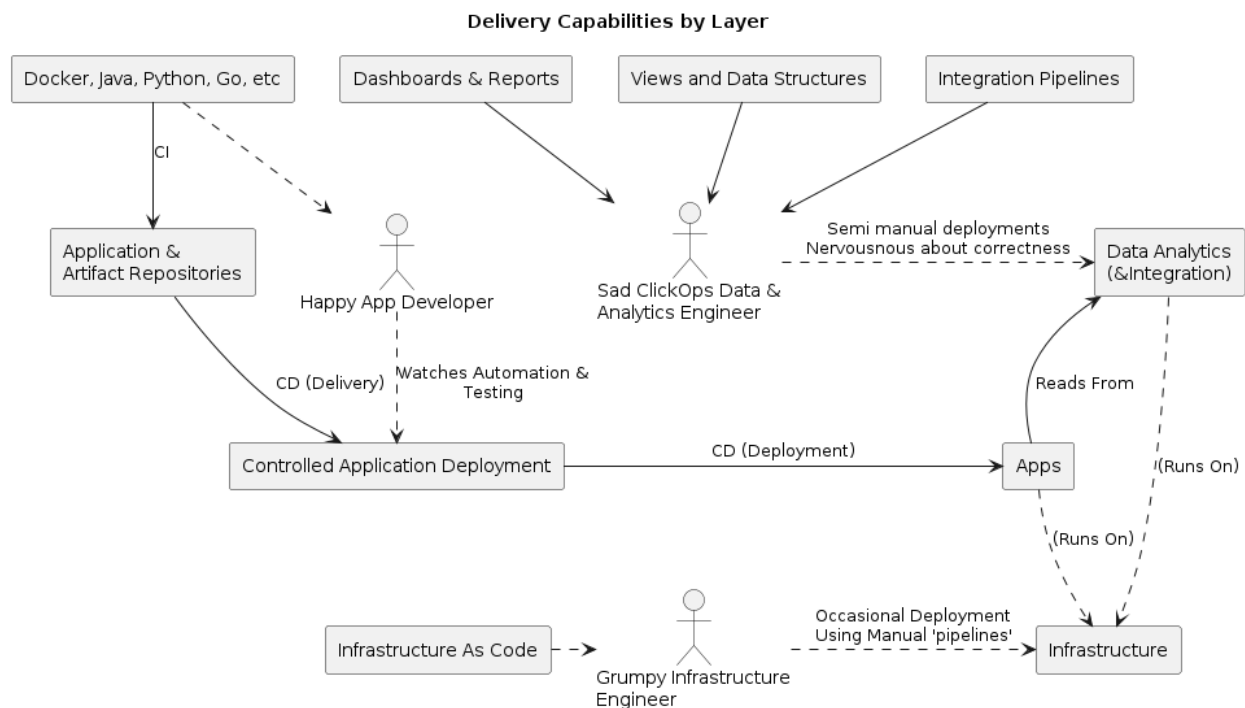 Delivery Capabilities by Layer
Docker, Java, Python, Go, etc
Dashboards & Reports
Views and Data Structures
Integration Pipelines
CI
Application &
Artifact Repositories
Happy App Developer
Sad ClickOps Data &
Analytics Engineer
Semi manual deployments
Nervousnous about correctness
Data Analytics
(&Integration)
CD (Delivery)
Watches Automation &
Testing
Reads From
Controlled Application Deployment
CD (Deployment)
Apps
(Runs On)
(Runs On)
Infrastructure As Code
Grumpy Infrastructure
Engineer
Occasional Deployment
Using Manual 'pipelines'
Infrastructure